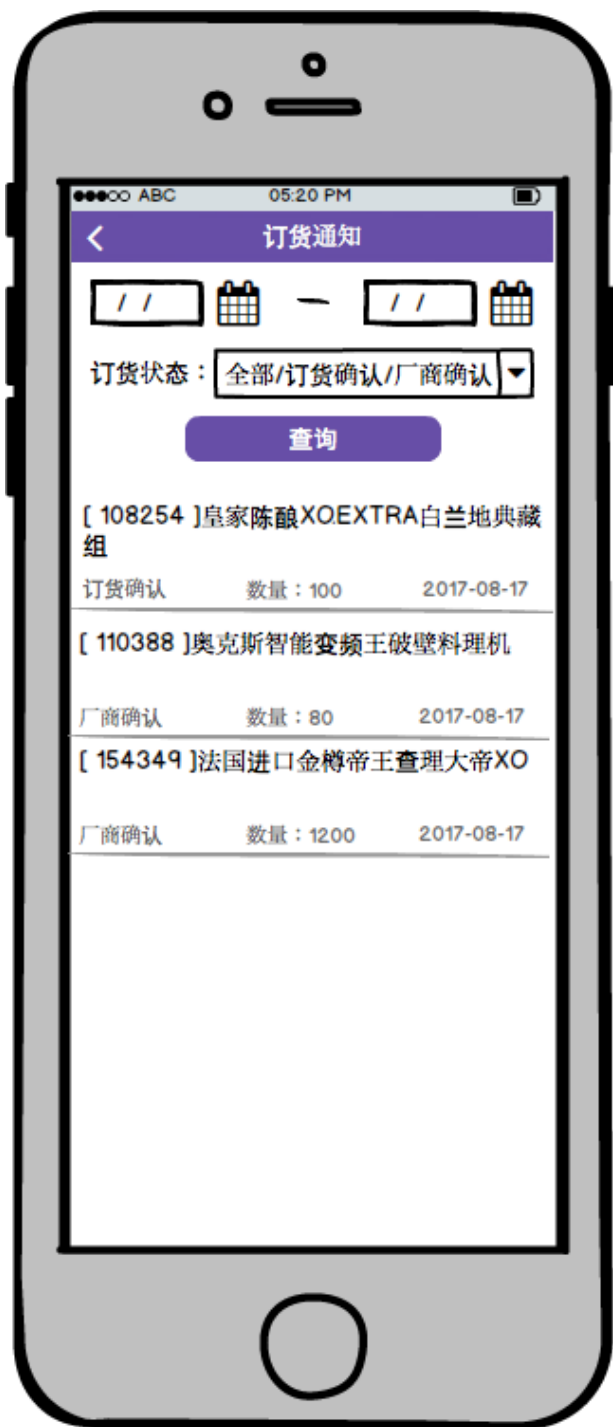 ABC 05:20 PM
订货通知
/ / — / /
订货状态：全部/订货确认/厂商确认
查询
[ 108254 ]皇家陈酿XO.EXTRA白兰地典藏
组
订货确认 数量：100 2017-08-17
[ 110388 ]奥克斯智能变频王破壁料理机
厂商确认 数量：80 2017-08-17
[ 154349 ]法国进口金樽帝王查理大帝XO
厂商确认 数量：1200 2017-08-17